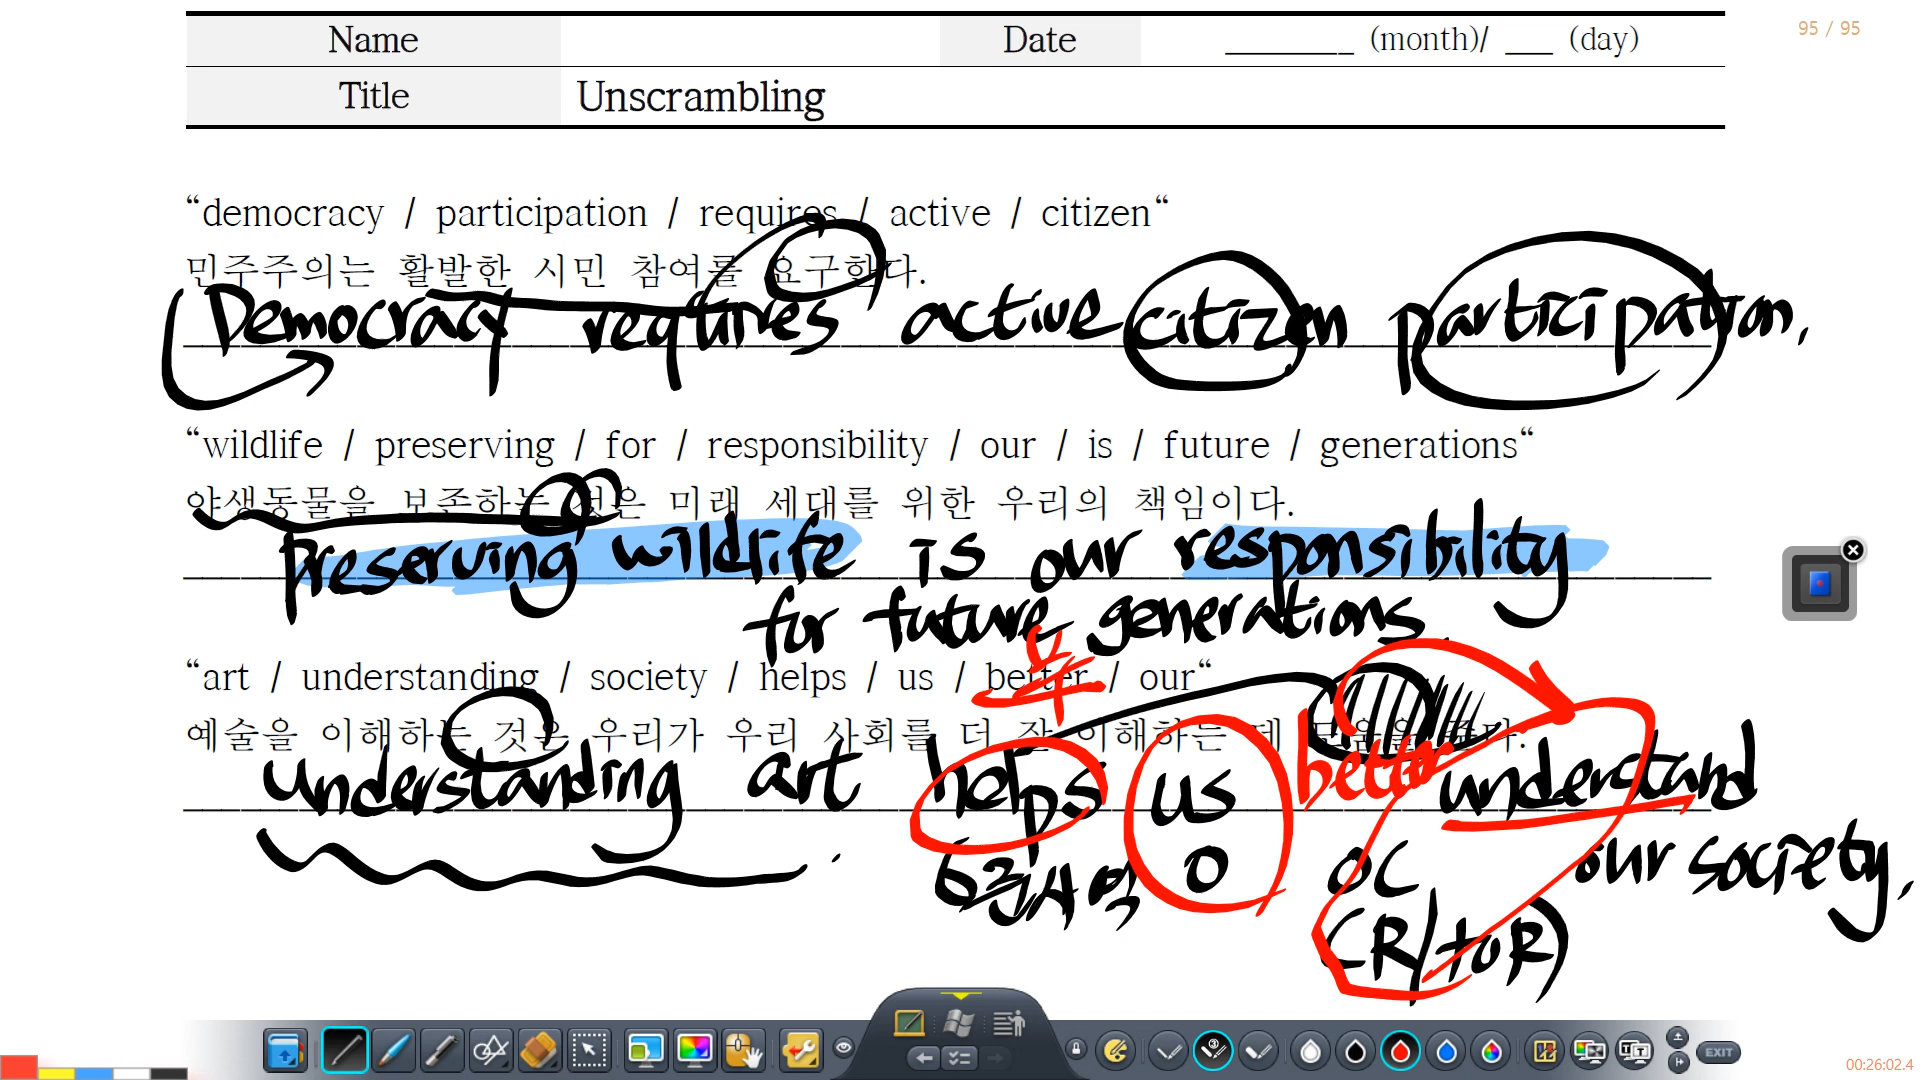 Name Date ________ (month)/ ___ (day)
95 / 95
Title Unscrambling
“democracy / participation / requires / active / citizen“
민주주의는 활발한 시민 참여를 요구한다.
Democracy requires active citizen participation.
“wildlife / preserving / for / responsibility / our / is / future / generations“
야생동물을 보존하는 것은 미래 세대를 위한 우리의 책임이다.
preserving wildlife is our responsibility
for future generations
“art / understanding / society / helps / us / better / our“
예술을 이해하는 것은 우리가 우리 사회를 더 잘 이해하는 데 도움을 준다.
understanding art helps us better understand
O OC our society.
(R/toR)
EXIT
00:26:02.4